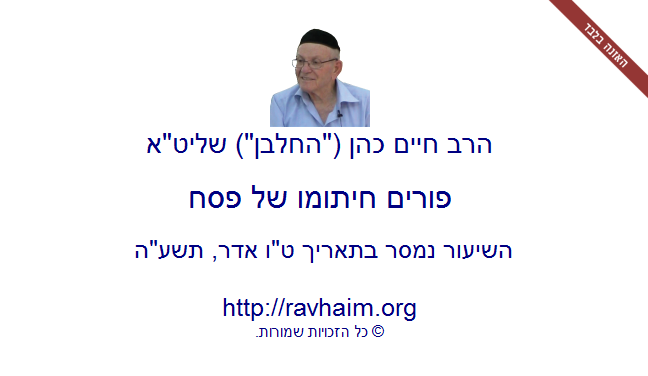 האזנה בלבד
הרב חיים כהן ("החלבן") שליט"א
פורים חיתומו של פסח
השיעור נמסר בתאריך ט"ו אדר, תשע"ה
http://ravhaim.org
© כל הזכויות שמורות.